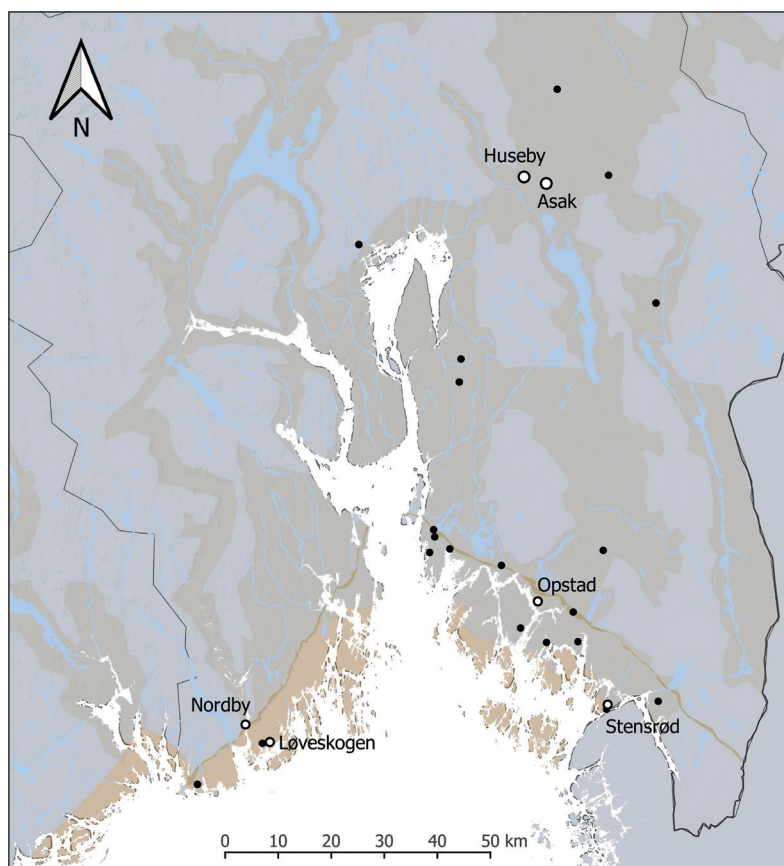 N
Huseby
Asak
Opstad
Nordby
Løveskogen
Stensrød
0 10 20 30 40 50 km